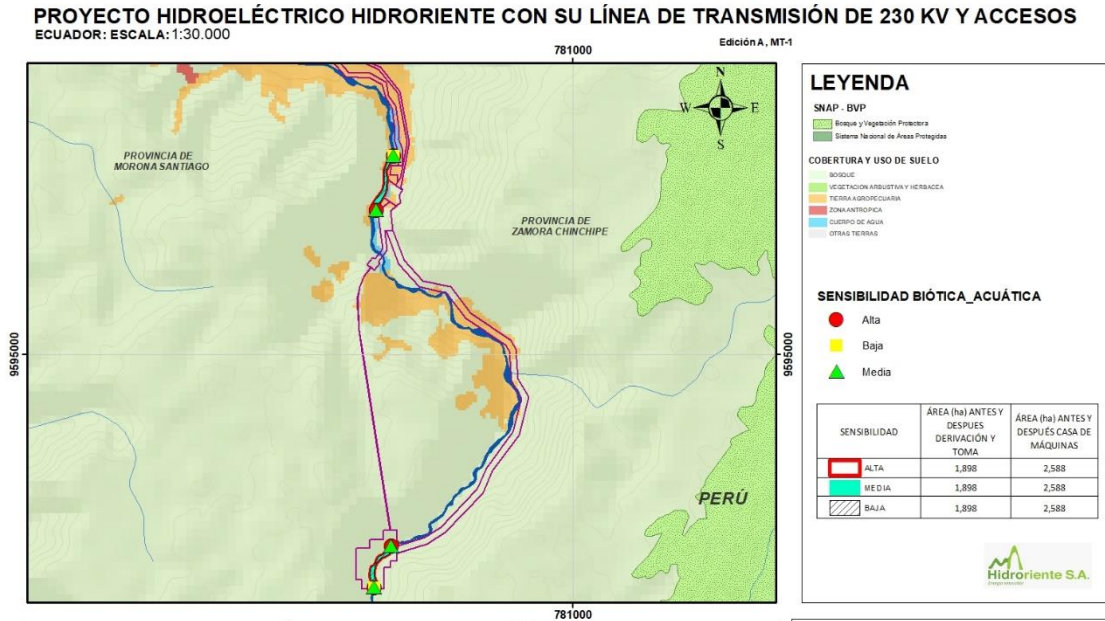 PROYECTO HIDROELÉCTRICO HIDRORIENTE CON SU LÍNEA DE TRANSMISIÓN DE 230 KV Y ACCESOS
ECUADOR: ESCALA: 1:30.000
Edición A, MT-1
781000
N
W E
S
PROVINCIA DE
MORONA SANTIAGO
PROVINCIA DE
ZAMORA CHINCHIPE
9595000
9595000
PERÚ
781000
LEYENDA
SNAP - BVP
Bosque y Vegetación Protectora
Sistema Nacional de Areas Protegidas
COBERTURA Y USO DE SUELO
BOSQUE
VEGETACION ARBUSTIVA Y HERBACEA
TIERRA AGROPECUARIA
ZONA ANTROPICA
CUERPO DE AGUA
OTRAS TIERRAS
SENSIBILIDAD BIÓTICA_ACUÁTICA
Alta
Baja
Media
SENSIBILIDAD
ÁREA (ha) ANTES Y
DESPUES
DERIVACIÓN Y
TOMA
ÁREA (ha) ANTES Y
DESPUÉS CASA DE
MÁQUINAS
ALTA 1,898 2,588
MEDIA 1,898 2,588
BAJA 1,898 2,588
Hidroriente S.A.